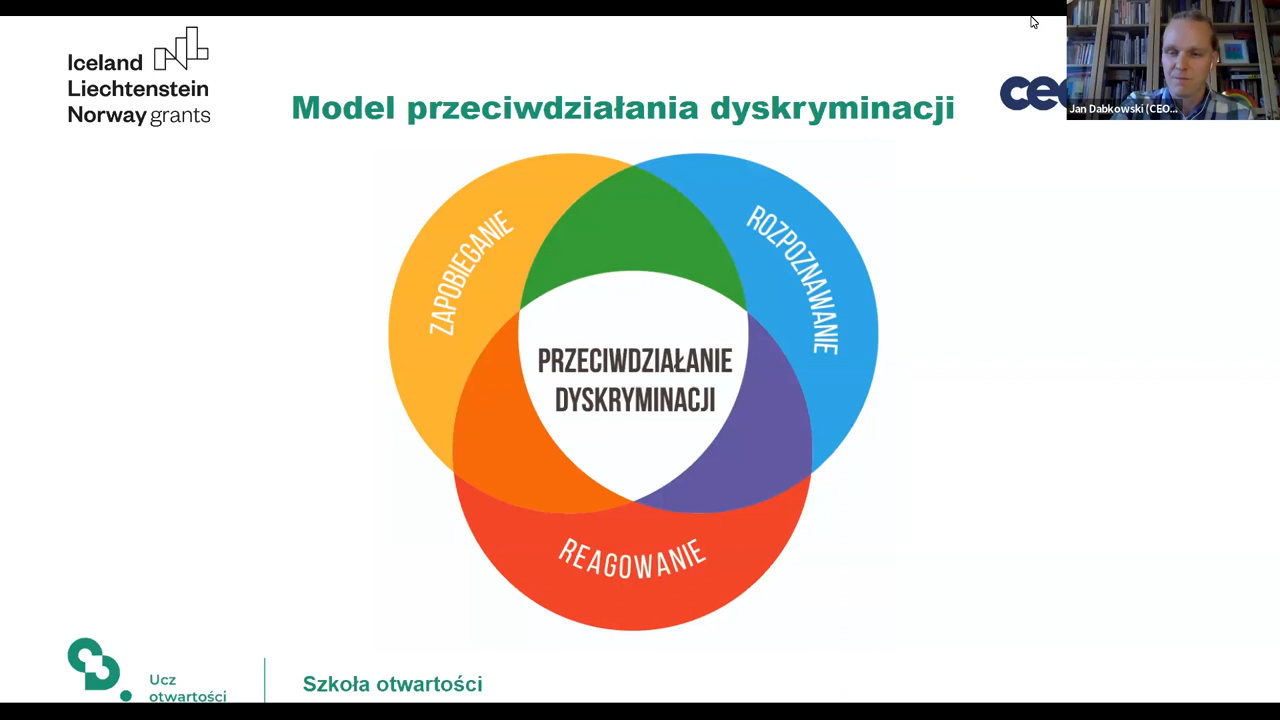 Iceland
Liechtenstein
Norway grants
Model przeciwdziałania dyskryminacji
ceo
Jan Dabkowski (CEO...
ZAPOBIEGANIE
ROZPOZNAWANIE
PRZECIWDZIAŁANIE
DYSKRYMINACJI
REAGOWANIE
Ucz
otwartości
Szkoła otwartości